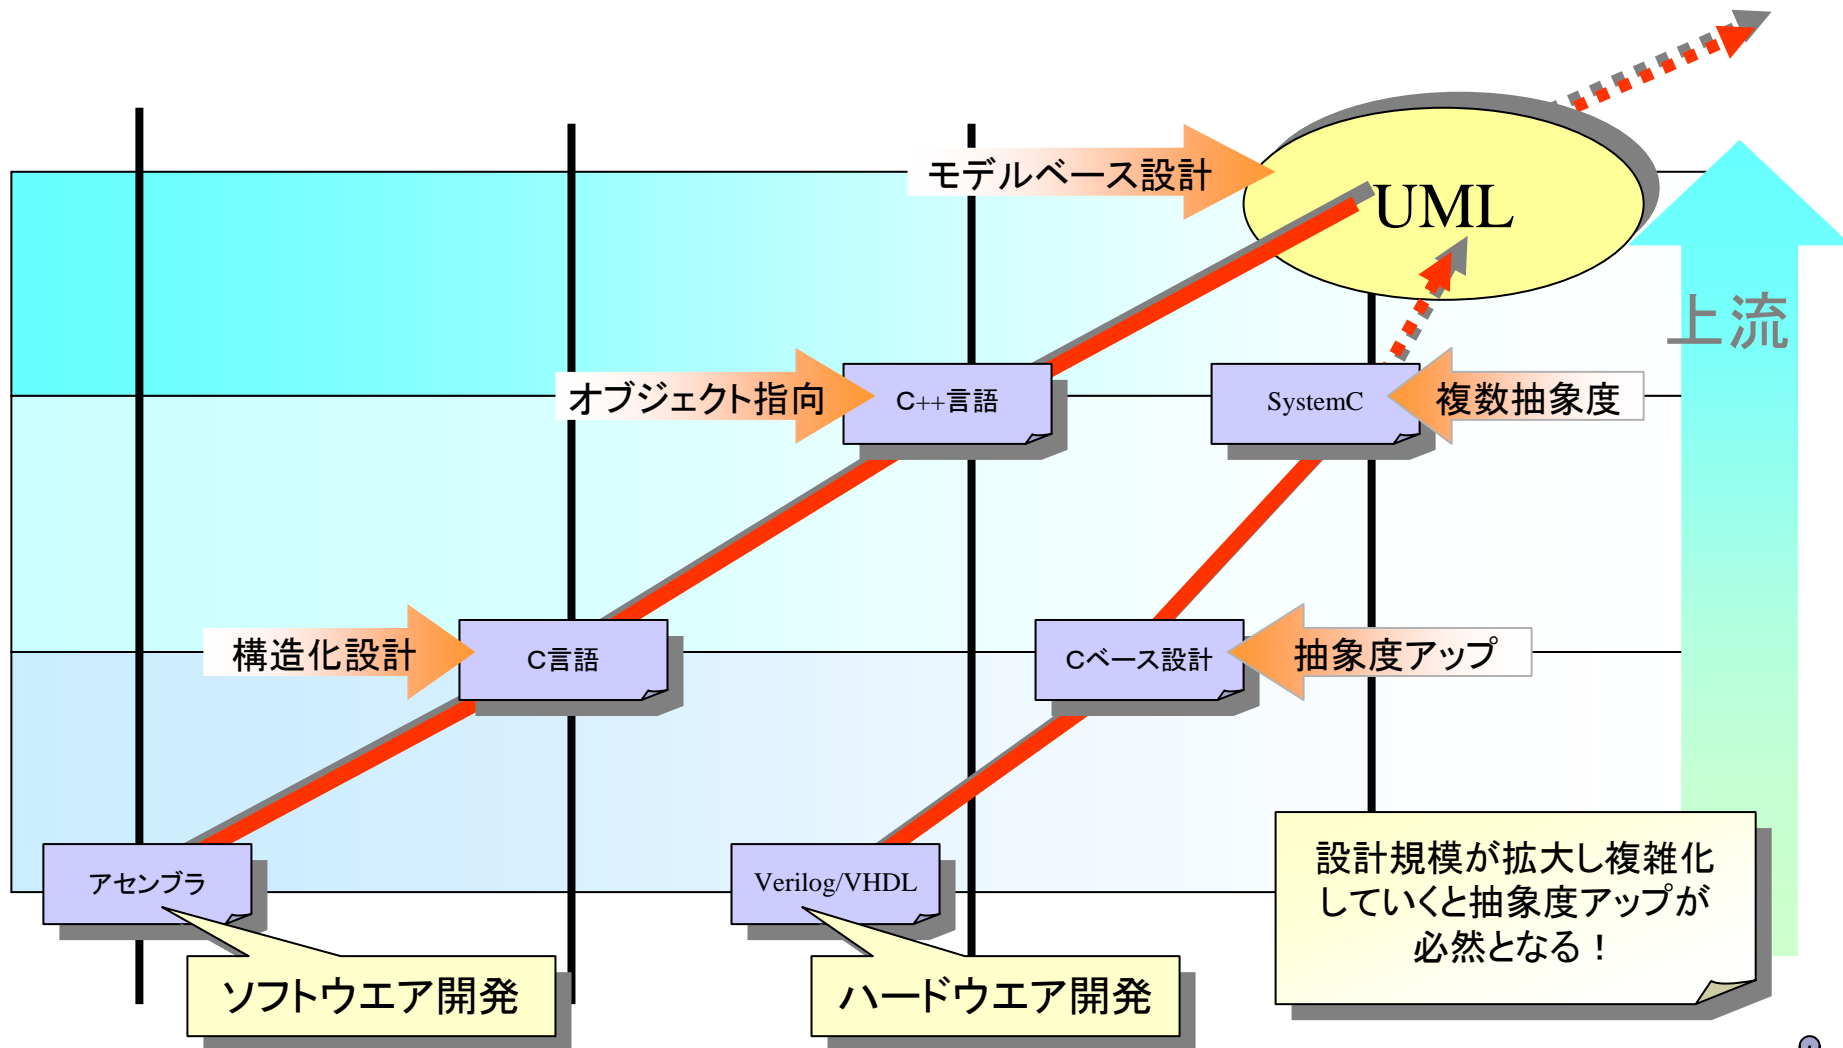 モデルベース設計
UML
上流
オブジェクト指向
C++言語
SystemC
複数抽象度
構造化設計
C言語
Cベース設計
抽象度アップ
アセンブラ
Verilog/VHDL
設計規模が拡大し複雑化
していくと抽象度アップが
必然となる！
ソフトウエア開発
ハードウエア開発